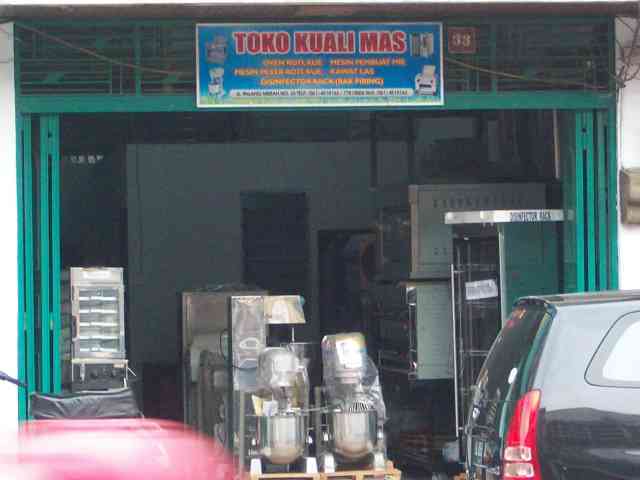 TOKO KUALI MAS
OVEN ROTI, KUE, MESIN PEMBUAT MIE
MESIN MIXER ROTI, KUE, KAWAT LAS
DISINFECTOR RACK (RAK PIRING)
33
DISINFECTOR RACK